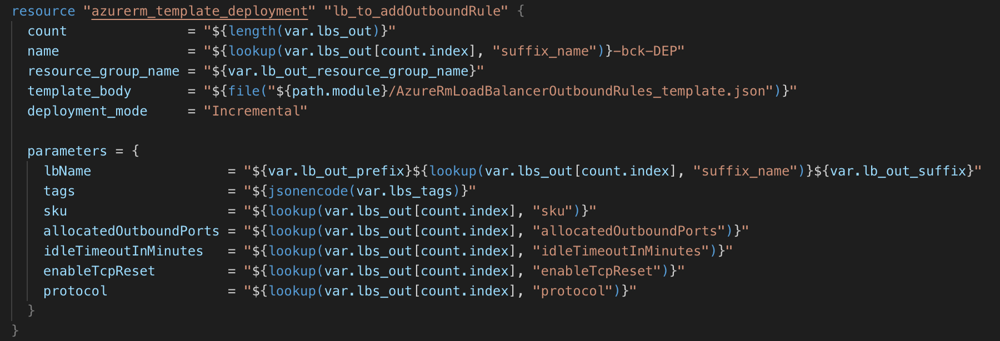 resource "azurerm_template_deployment" "lb_to_addOutboundRule" {
  count               = "${length(var.lbs_out)}"
  name                = "${lookup(var.lbs_out[count.index], "suffix_name")}-bck-DEP"
  resource_group_name = "${var.lb_out_resource_group_name}"
  template_body       = "${file("${path.module}/AzureRmLoadBalancerOutboundRules_template.json")}"
  deployment_mode     = "Incremental"

  parameters = {
    lbName                 = "${var.lb_out_prefix}${lookup(var.lbs_out[count.index], "suffix_name")}${var.lb_out_suffix}"
    tags                   = "${jsonencode(var.lbs_tags)}"
    sku                    = "${lookup(var.lbs_out[count.index], "sku")}"
    allocatedOutboundPorts = "${lookup(var.lbs_out[count.index], "allocatedOutboundPorts")}"
    idleTimeoutInMinutes   = "${lookup(var.lbs_out[count.index], "idleTimeoutInMinutes")}"
    enableTcpReset         = "${lookup(var.lbs_out[count.index], "enableTcpReset")}"
    protocol               = "${lookup(var.lbs_out[count.index], "protocol")}"
  }
}